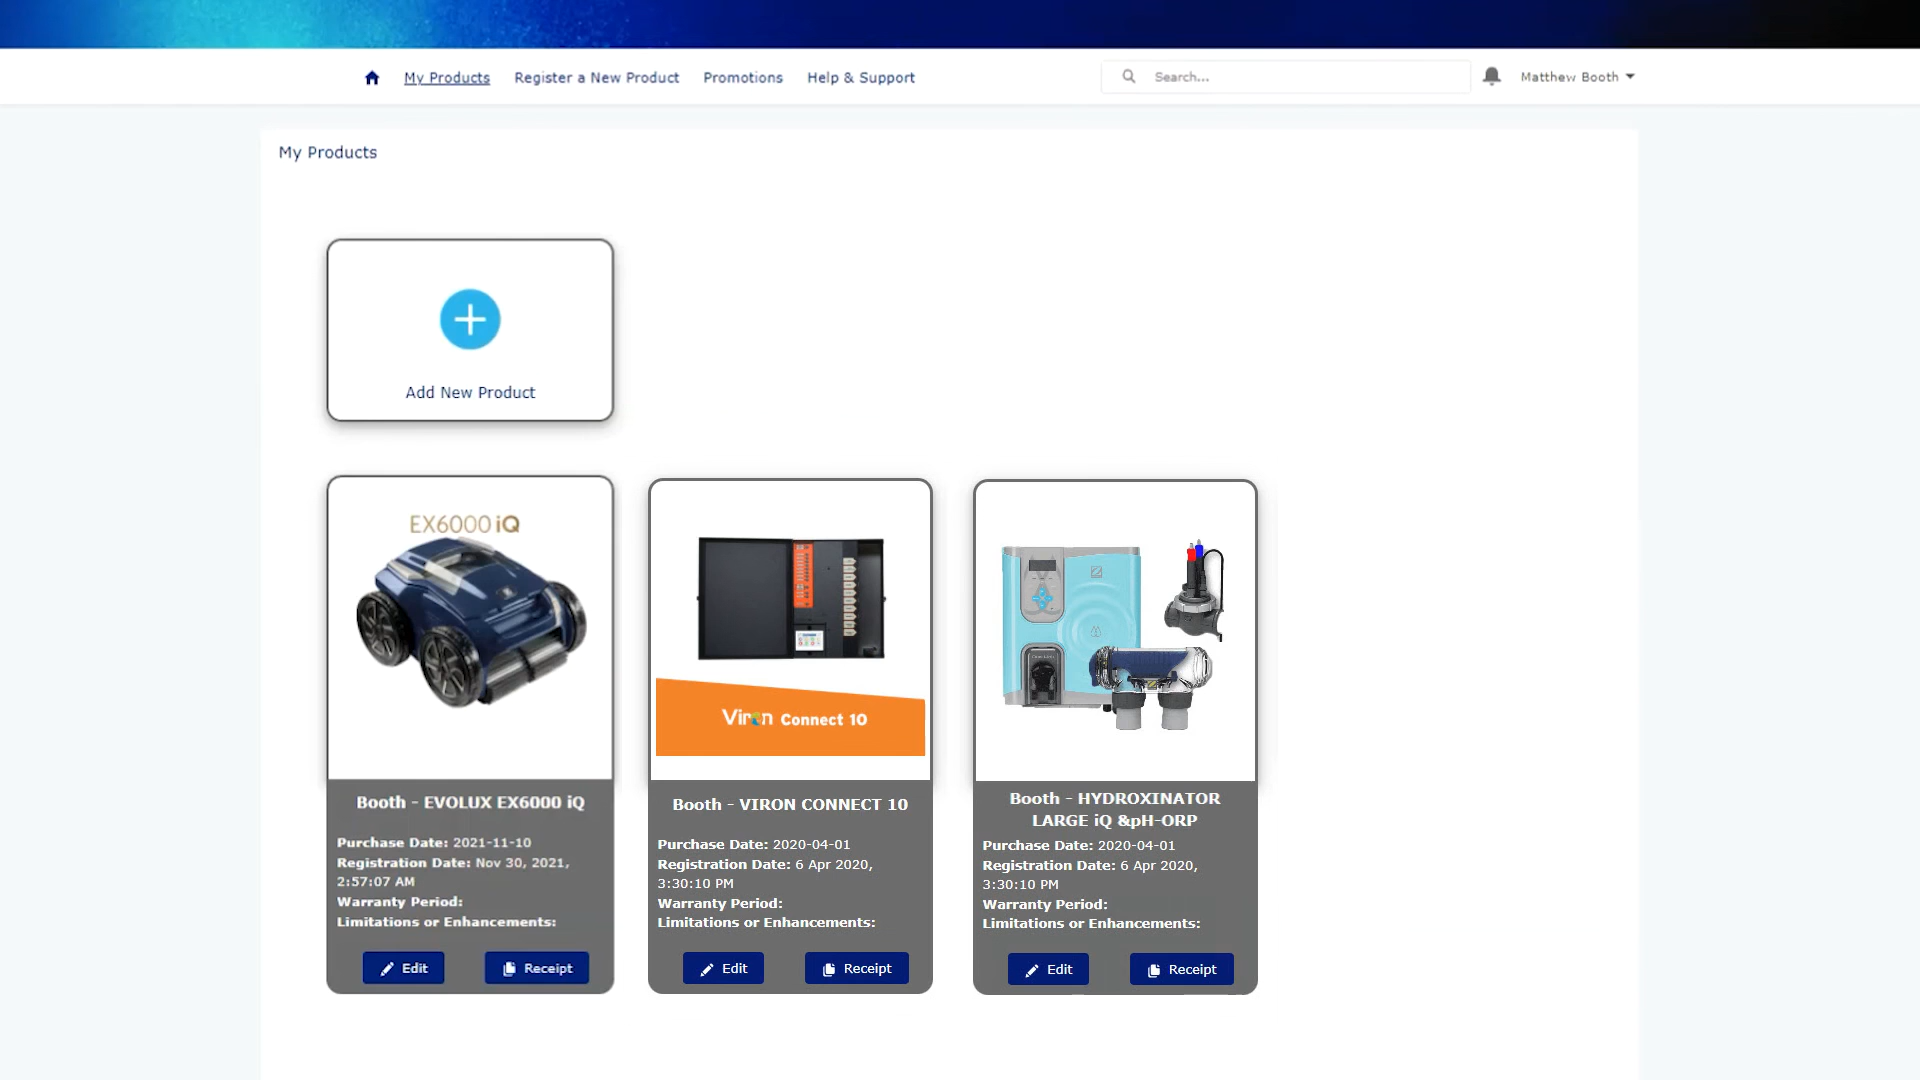 My Products
Register a New Product
Promotions
Help & Support
Search...
Matthew Booth
My Products
Add New Product
EX6000 iQ
Booth - EVOLUX EX6000 iQ
Purchase Date: 2021-11-10
Registration Date: Nov 30, 2021,
2:57:07 AM
Warranty Period:
Limitations or Enhancements:
Edit
Receipt
Viron Connect 10
Booth - VIRON CONNECT 10
Purchase Date: 2020-04-01
Registration Date: 6 Apr 2020,
3:30:10 PM
Warranty Period:
Limitations or Enhancements:
Edit
Receipt
Booth - HYDROXINATOR
LARGE iQ &pH-ORP
Purchase Date: 2020-04-01
Registration Date: 6 Apr 2020,
3:30:10 PM
Warranty Period:
Limitations or Enhancements:
Edit
Receipt